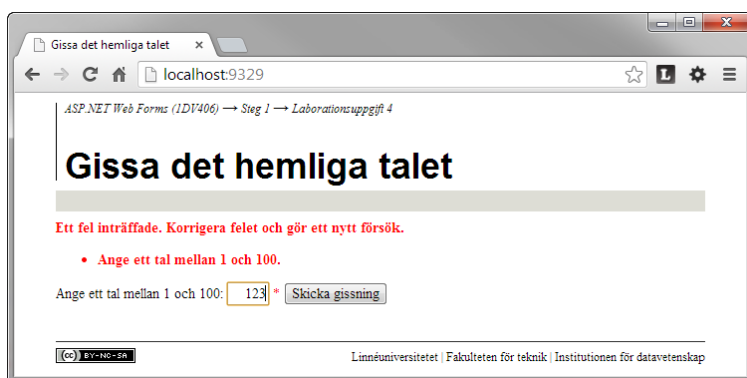 Gissa det hemliga talet
localhost:9329
ASP.NET Web Forms (1DV406) → Steg 1 → Laborationsuppgift 4
Gissa det hemliga talet
Ett fel inträffade. Korrigera felet och gör ett nytt försök.
• Ange ett tal mellan 1 och 100.
Ange ett tal mellan 1 och 100: 123 * Skicka gissning
(cc) BY-NC-SA Linnéuniversitetet | Fakulteten för teknik | Institutionen för datavetenskap